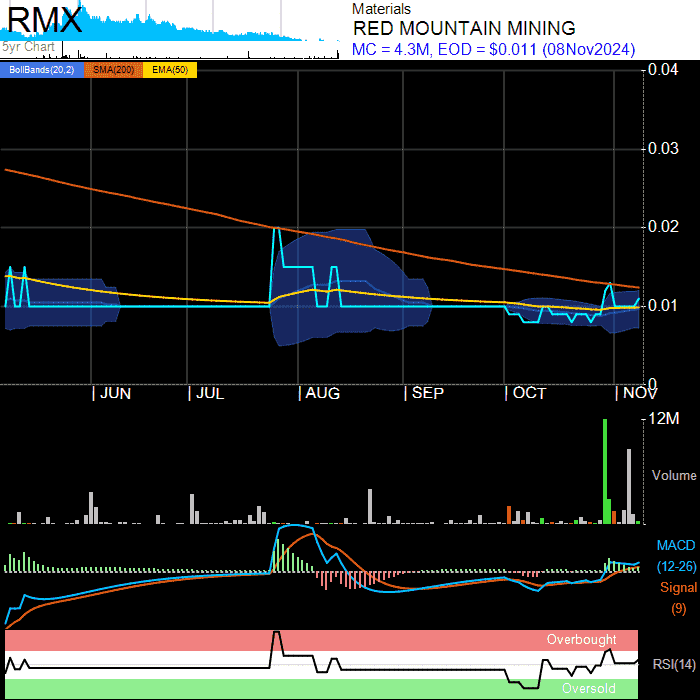 RMX
5yr Chart
Materials
RED MOUNTAIN MINING
MC = 4.3M, EOD = $0.011 (08Nov2024)
BollBands(20,2) SMA(200) EMA(50)
0.04
0.03
0.02
0.01
0
JUN JUL AUG SEP OCT NOV
12M
Volume
MACD
(12-26)
Signal
(9)
Overbought
RSI(14)
Oversold